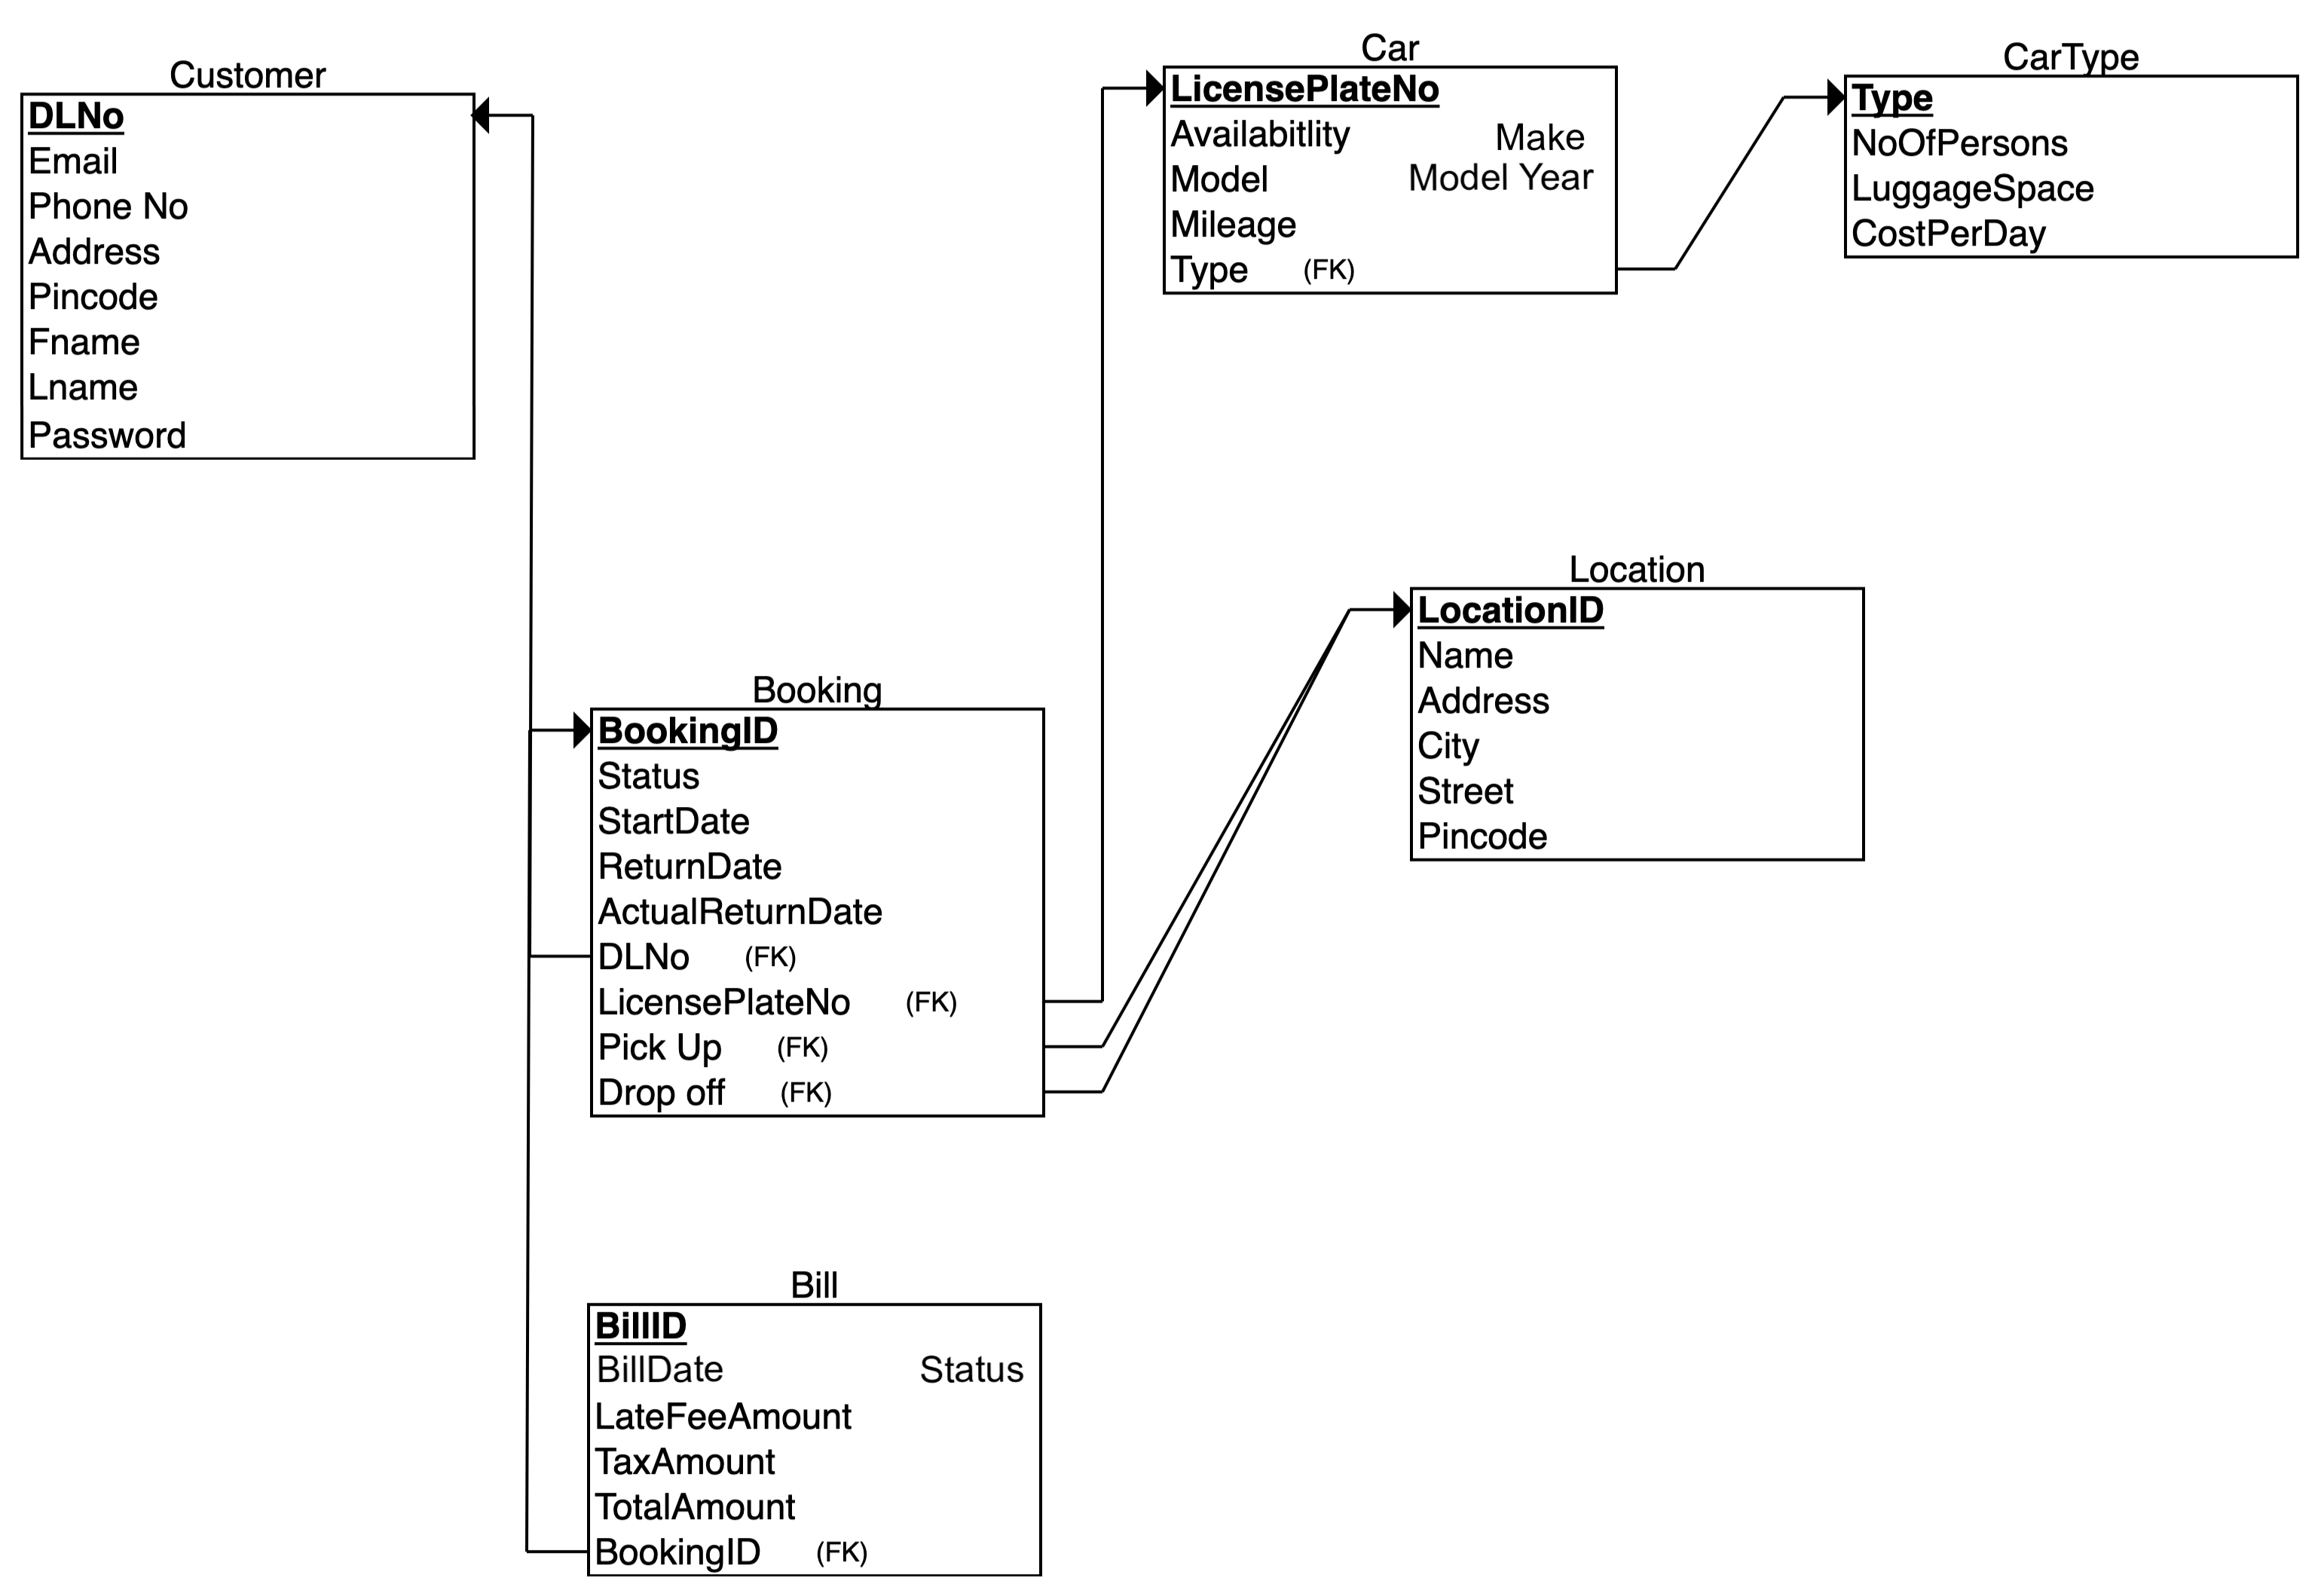 Customer
DLNo
Email
Phone No
Address
Pincode
Fname
Lname
Password
Car
LicensePlateNo
Availabitlity Make
Model Model Year
Mileage
Type (FK)
CarType
Type
NoOfPersons
LuggageSpace
CostPerDay
Location
LocationID
Name
Address
City
Street
Pincode
Booking
BookingID
Status
StartDate
ReturnDate
ActualReturnDate
DLNo (FK)
LicensePlateNo (FK)
Pick Up (FK)
Drop off (FK)
Bill
BillID
BillDate Status
LateFeeAmount
TaxAmount
TotalAmount
BookingID (FK)